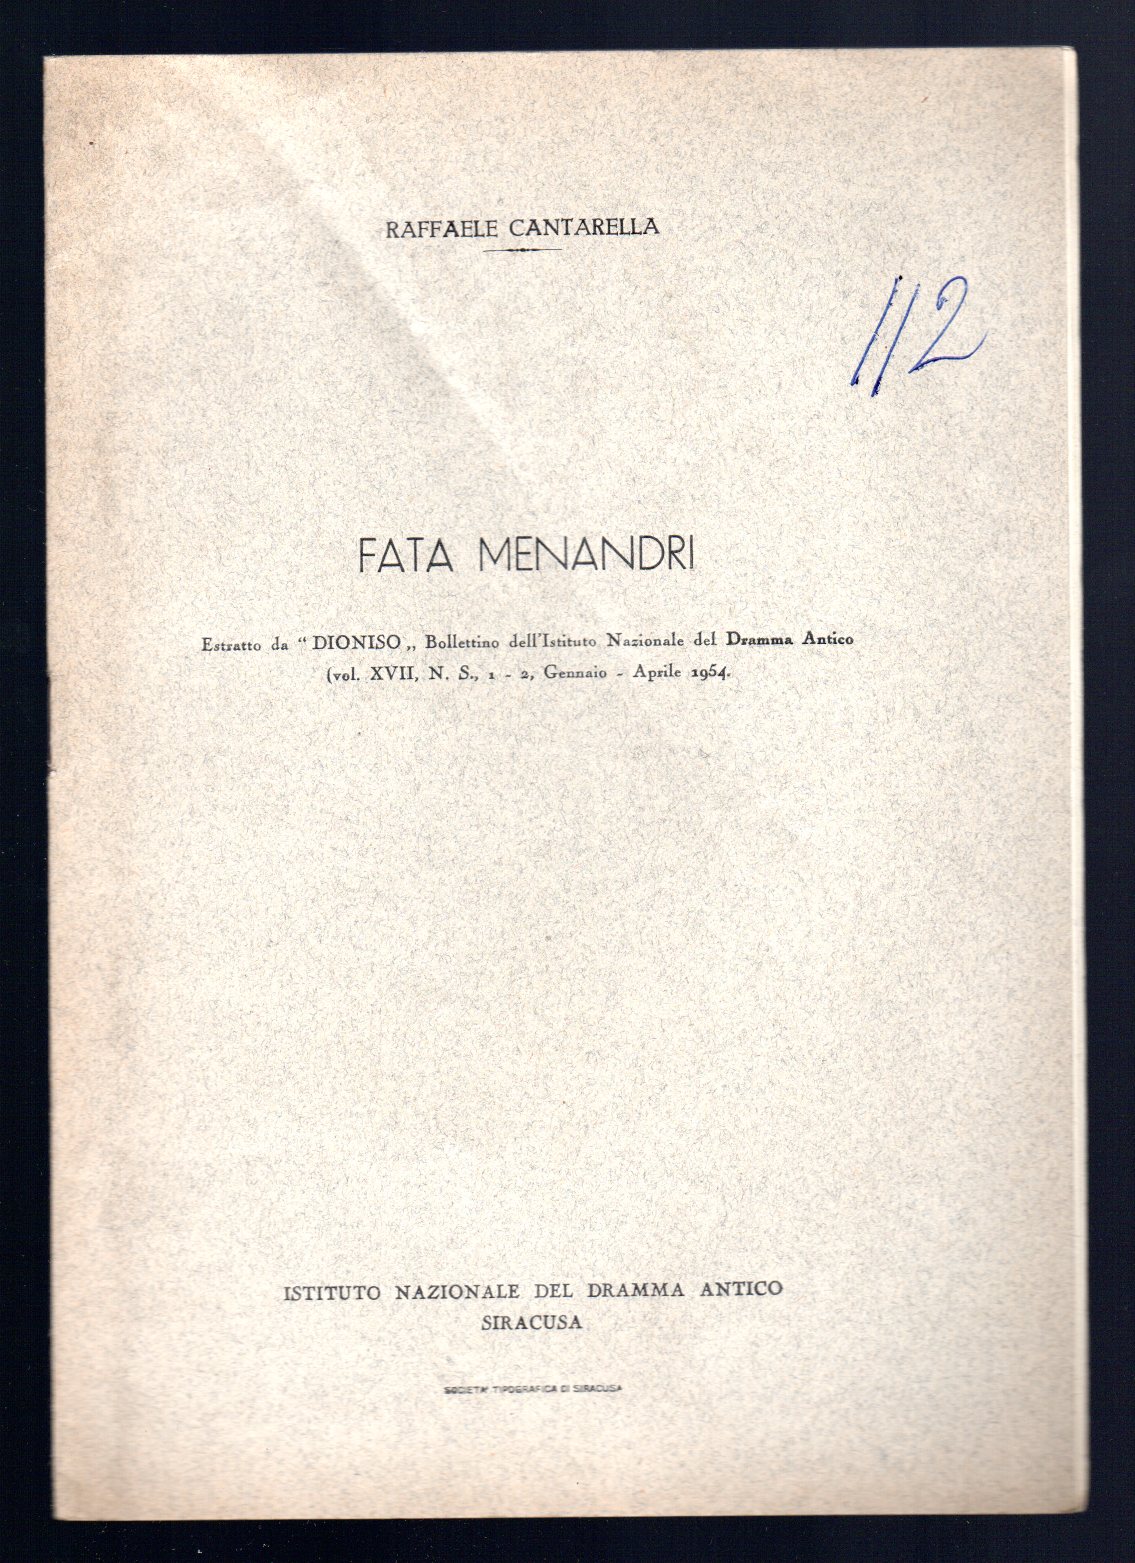 RAFFAELE CANTARELLA
112
FATA MENANDRI
Estratto da “ DIONISO „ Bollettino dell'Istituto Nazionale del Dramma Antico
(vol. XVII, N. S., 1 - 2, Gennaio - Aprile 1954.
ISTITUTO NAZIONALE DEL DRAMMA ANTICO
SIRACUSA
SOCIETA' TIPOGRAFICA DI SIRACUSA